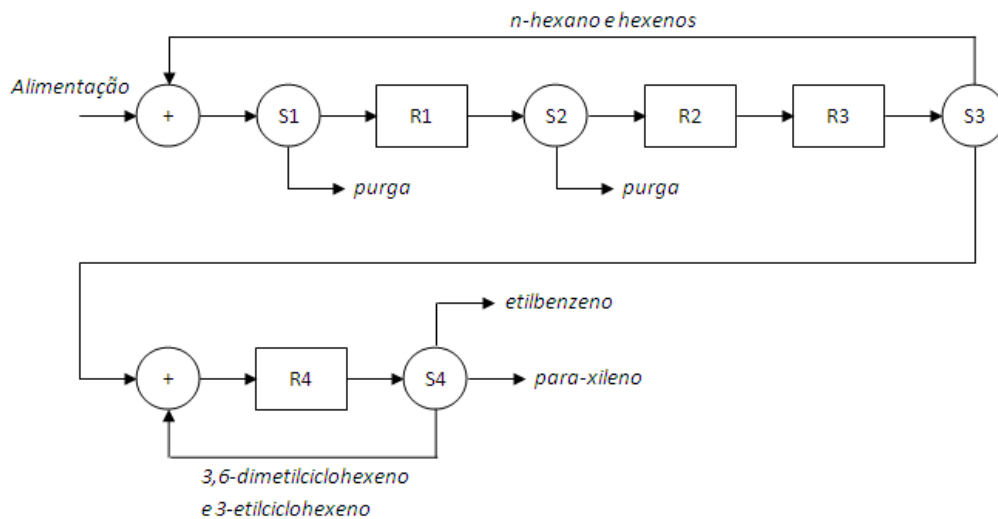 n-hexano e hexenos
Alimentação
+
S1
R1
S2
R2
R3
S3
purga
purga
etilbenzeno
+
R4
S4
para-xileno
3,6-dimetilciclohexeno
e 3-etilciclohexeno